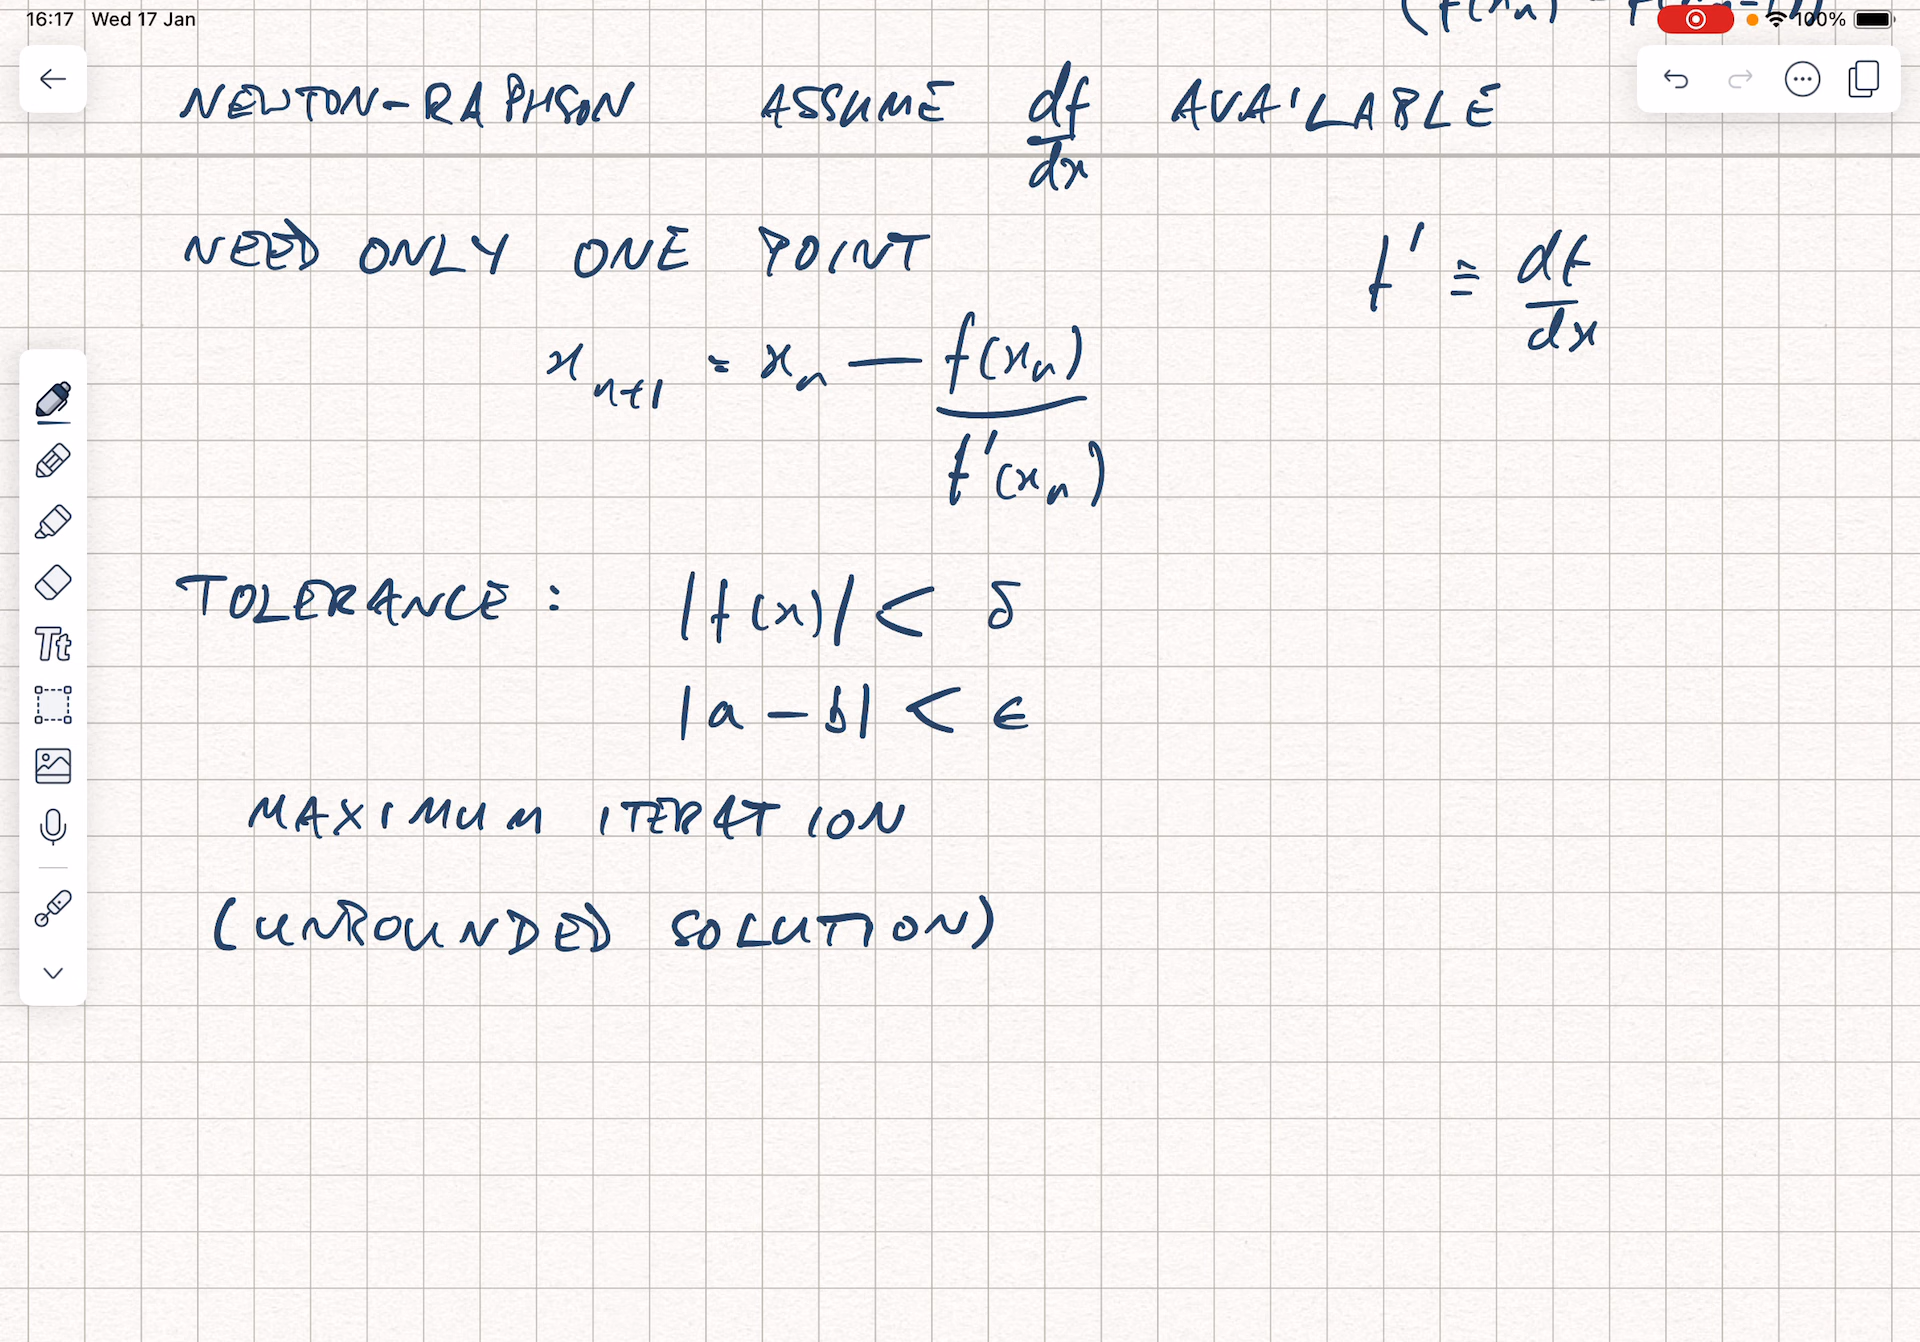 16:17 Wed 17 Jan
100%
NEWTON-RAPHSON ASSUME df/dx AVAILABLE
NEED ONLY ONE POINT f' ≡ df/dx
x_{n+1} = x_n — f(x_n)/f'(x_n)
Tt
TOLERANCE : |f(x)| < δ
|a - b| < ϵ
MAXIMUM ITERATION
(UNROUNDED SOLUTION)